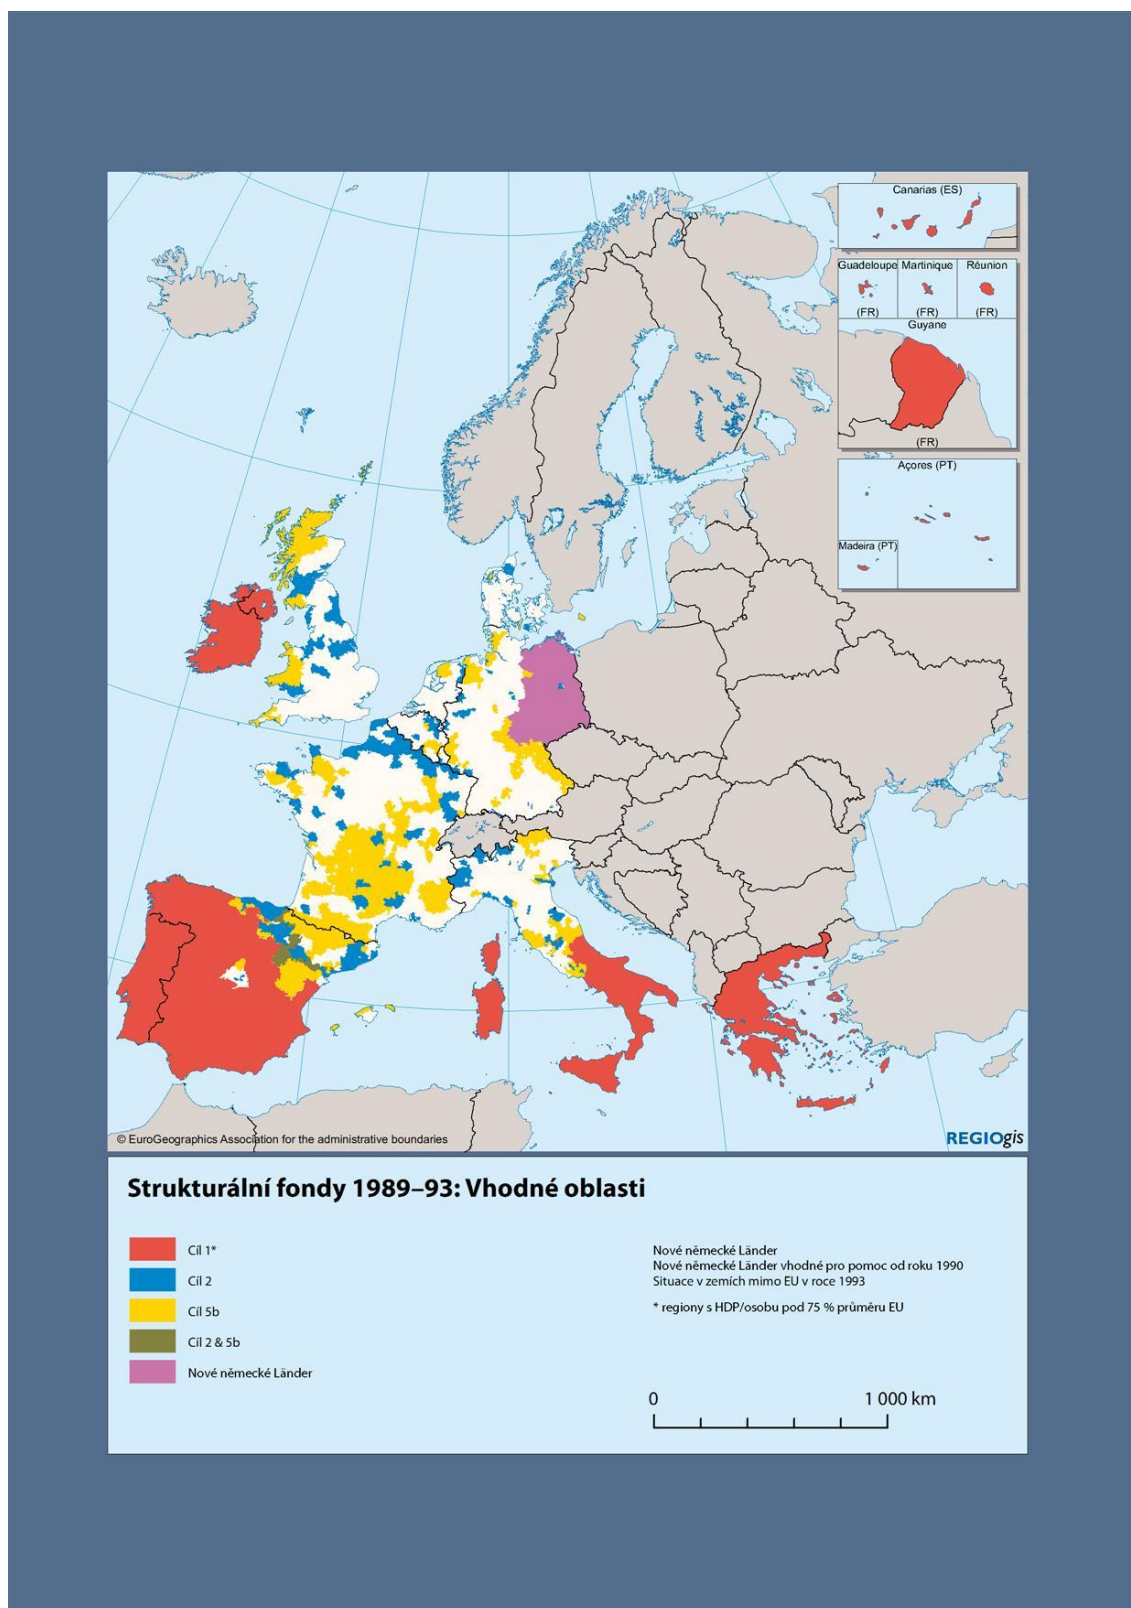 Canarias (ES)
Guadeloupe
Martinique
Réunion
(FR)
(FR)
(FR)
Guyane
(FR)
Açores (PT)
Madeira (PT)
© EuroGeographics Association for the administrative boundaries
REGIOgis
Strukturální fondy 1989–93: Vhodné oblasti
Cíl 1*
Cíl 2
Cíl 5b
Cíl 2 & 5b
Nové německé Länder
Nové německé Länder
Nové německé Länder vhodné pro pomoc od roku 1990
Situace v zemích mimo EU v roce 1993
* regiony s HDP/osobu pod 75 % průměru EU
0 1 000 km